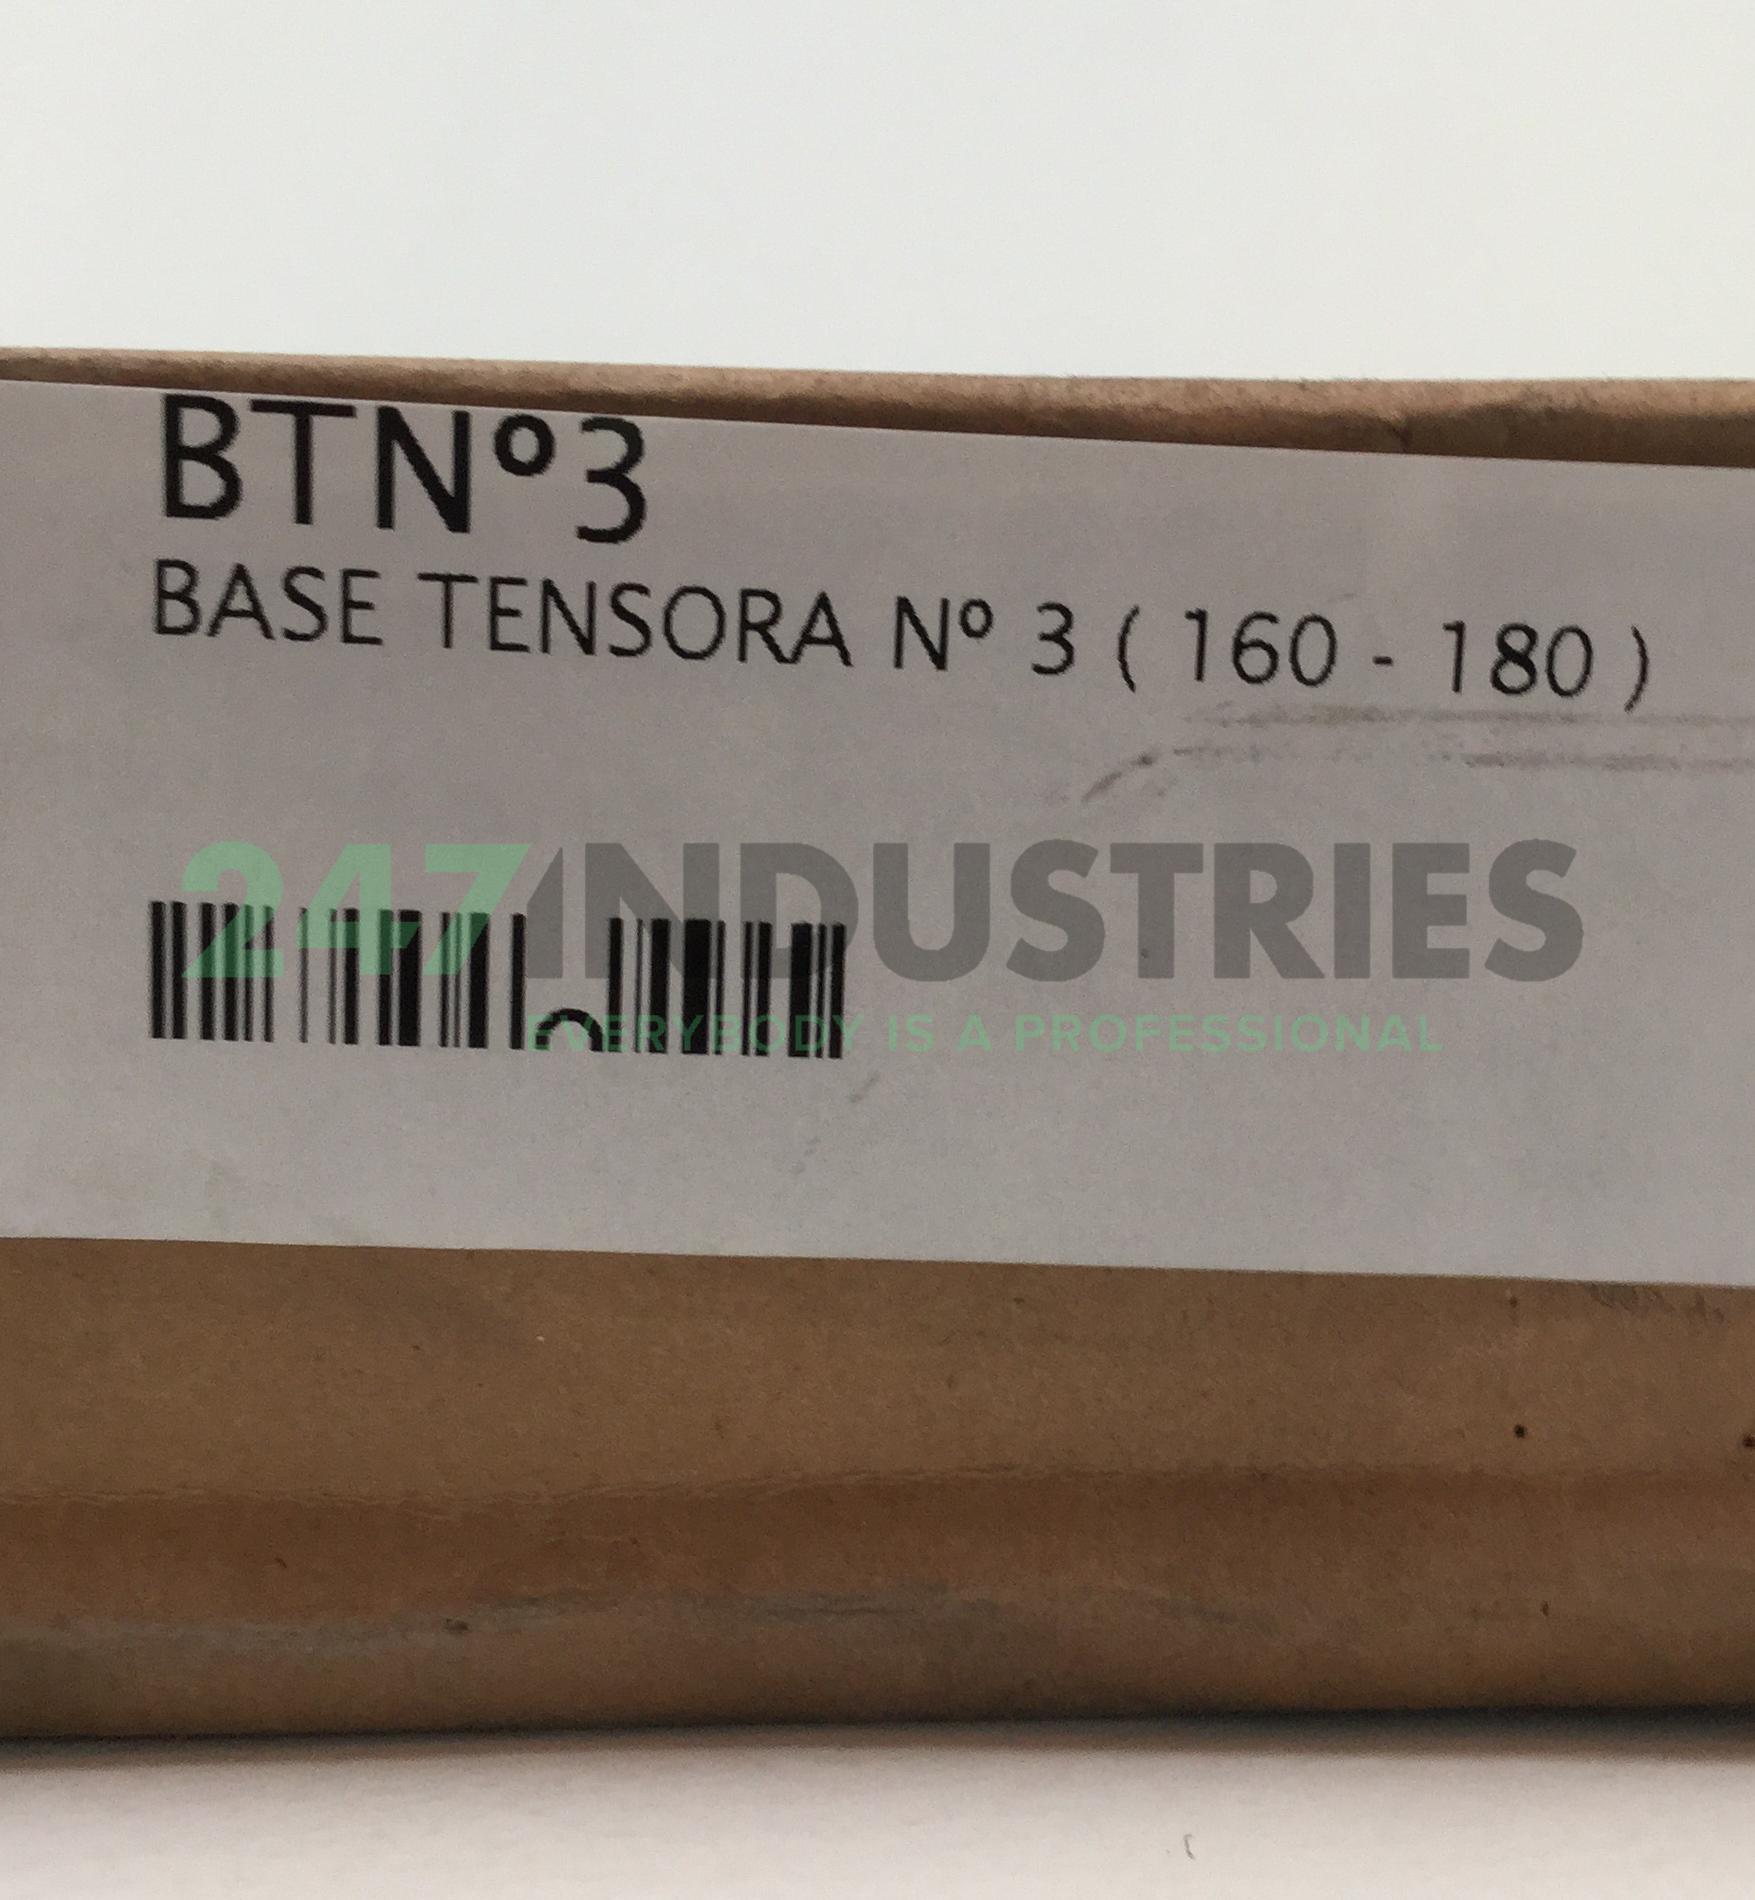 BTNº3
BASE TENSORA Nº 3 ( 160 - 180 )
247INDUSTRIES
EVERYBODY IS A PROFESSIONAL